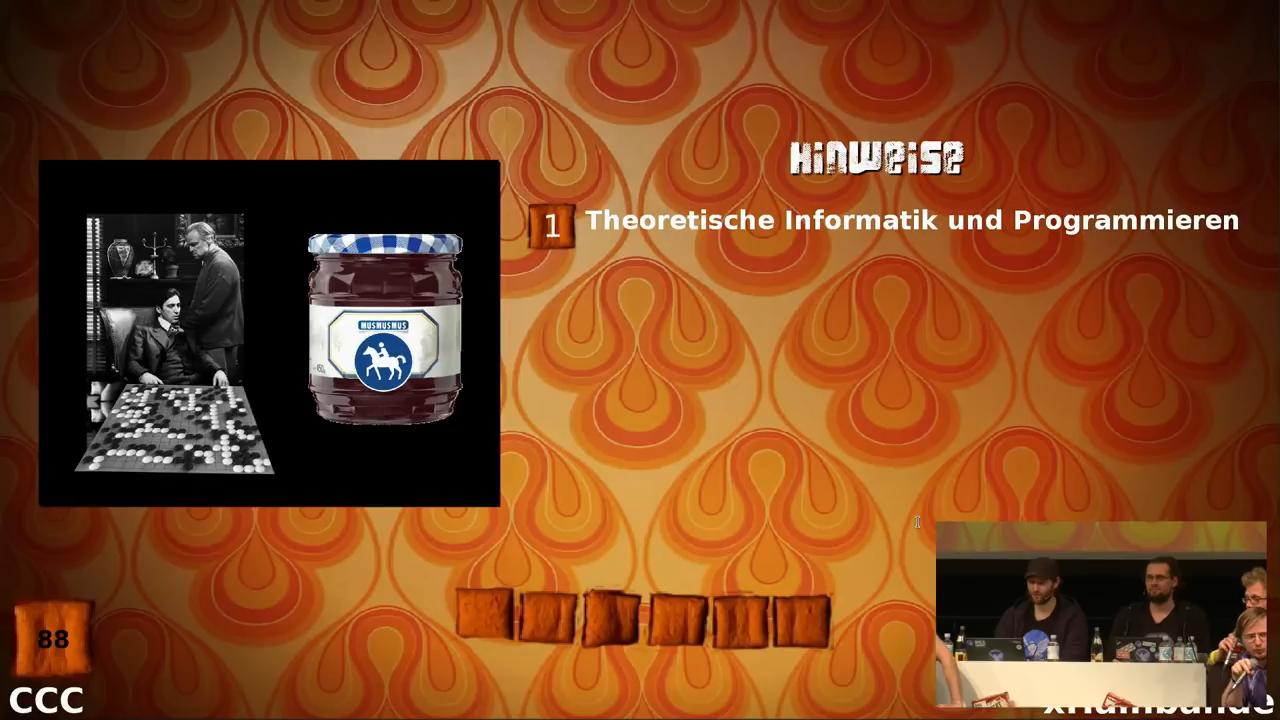 Hinweise
1 Theoretische Informatik und Programmieren
MUSMUSMUS
88
CCC